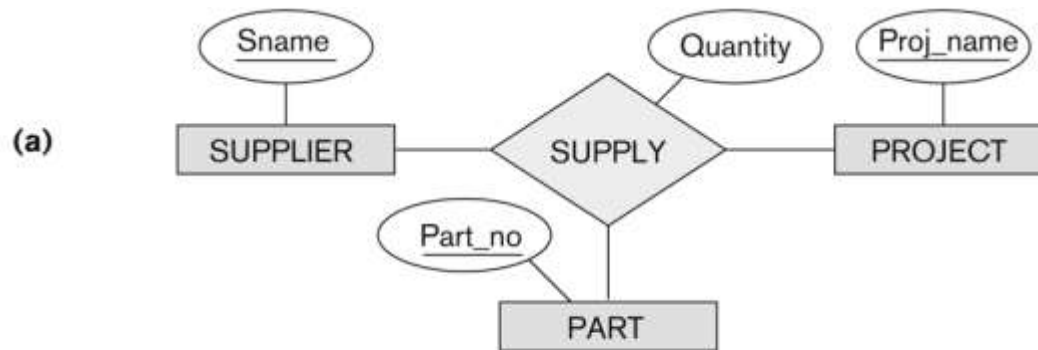 Sname
Quantity
Proj_name
(a)
SUPPLIER
SUPPLY
PROJECT
Part_no
PART